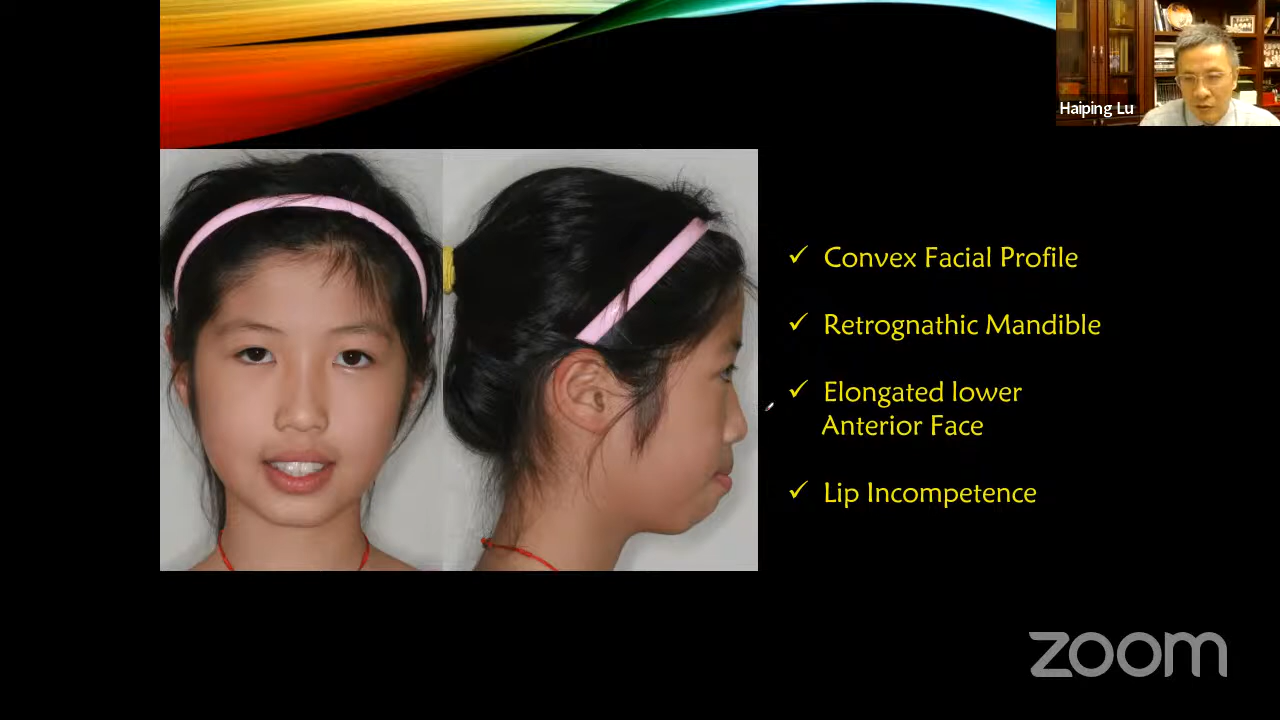 Haiping Lu
✓ Convex Facial Profile
✓ Retrognathic Mandible
✓ Elongated lower
Anterior Face
✓ Lip Incompetence
zoom